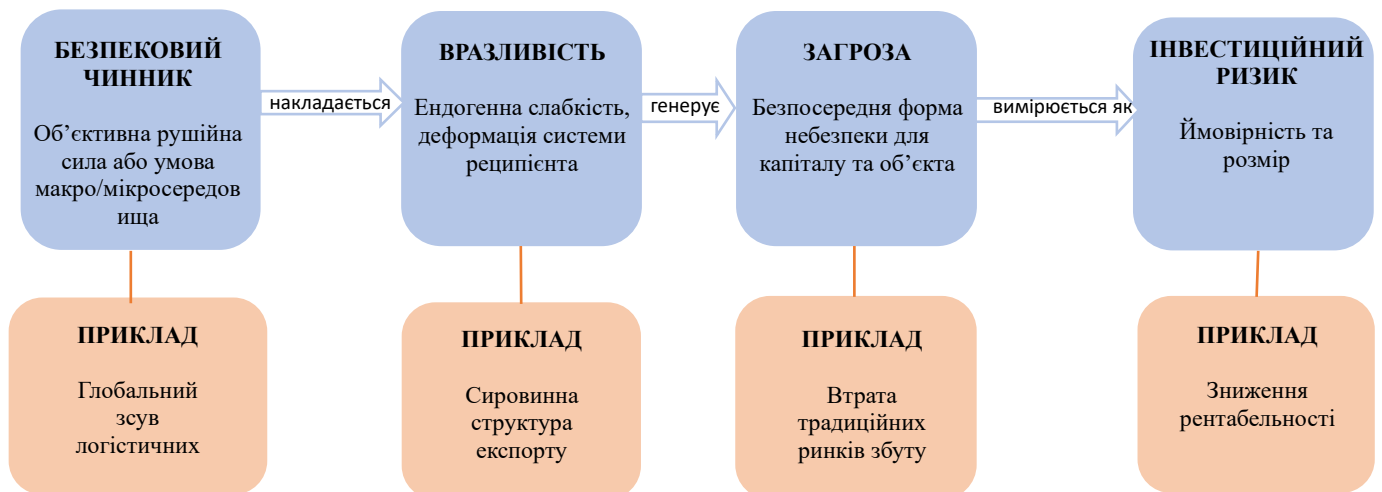 БЕЗПЕКОВИЙ
ЧИННИК
Об’єктивна рушійна
сила або умова
макро/мікросередов
ища
накладається
ВРАЗЛИВІСТЬ
Ендогенна слабкість,
деформація системи
реципієнта
генерує
ЗАГРОЗА
Безпосередня форма
небезпеки для
капіталу та об’єкта
вимірюється як
ІНВЕСТИЦІЙНИЙ
РИЗИК
Ймовірність та
розмір
ПРИКЛАД
Глобальний
зсув
логістичних
ПРИКЛАД
Сировинна
структура
експорту
ПРИКЛАД
Втрата
традиційних
ринків збуту
ПРИКЛАД
Зниження
рентабельності